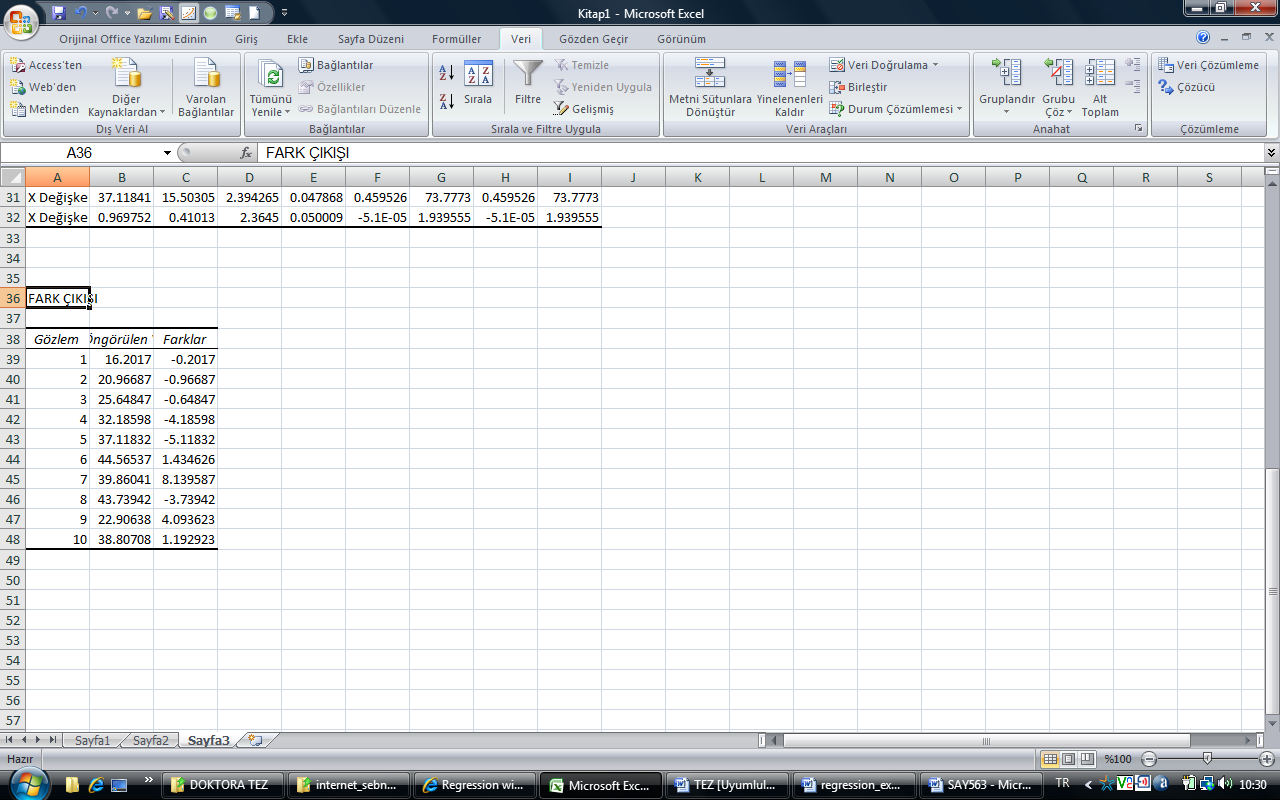 Kitap1 - Microsoft Excel
Orijinal Office Yazılımı Edinin Giriş Ekle Sayfa Düzeni Formüller Veri Gözden Geçir Görünüm
Access'ten
Web'den
Metinden
Diğer Kaynaklardan
Varolan Bağlantılar
Dış Veri Al
Tümünü Yenile
Bağlantılar
Özellikler
Bağlantıları Düzenle
Bağlantılar
Sırala
Filtre
Temizle
Yeniden Uygula
Gelişmiş
Sırala ve Filtre Uygula
Metni Sütunlara Dönüştür
Yinelenenleri Kaldır
Veri Doğrulama
Birleştir
Durum Çözümlemesi
Veri Araçları
Gruplandır
Grubu Çöz
Alt Toplam
Anahat
Veri Çözümleme
Çözücü
Çözümleme
A36 fx FARK ÇIKIŞI
A B C D E F G H I J K L M N O P Q R S
31 X Değişke 37.11841 15.50305 2.394265 0.047868 0.459526 73.7773 0.459526 73.7773
32 X Değişke 0.969752 0.41013 2.3645 0.050009 -5.1E-05 1.939555 -5.1E-05 1.939555
33
34
35
36 FARK ÇIKIŞI
37
38 Gözlem Öngörülen Farklar
39 1 16.2017 -0.2017
40 2 20.96687 -0.96687
41 3 25.64847 -0.64847
42 4 32.18598 -4.18598
43 5 37.11832 -5.11832
44 6 44.56537 1.434626
45 7 39.86041 8.139587
46 8 43.73942 -3.73942
47 9 22.90638 4.093623
48 10 38.80708 1.192923
49
50
51
52
53
54
55
56
57
Sayfa1 Sayfa2 Sayfa3
Hazır %100
DOKTORA TEZ internet_sebn... Regression wi... Microsoft Exc... TEZ [Uyumlul... regression_ex... SAY563 - Micr... TR 10:30